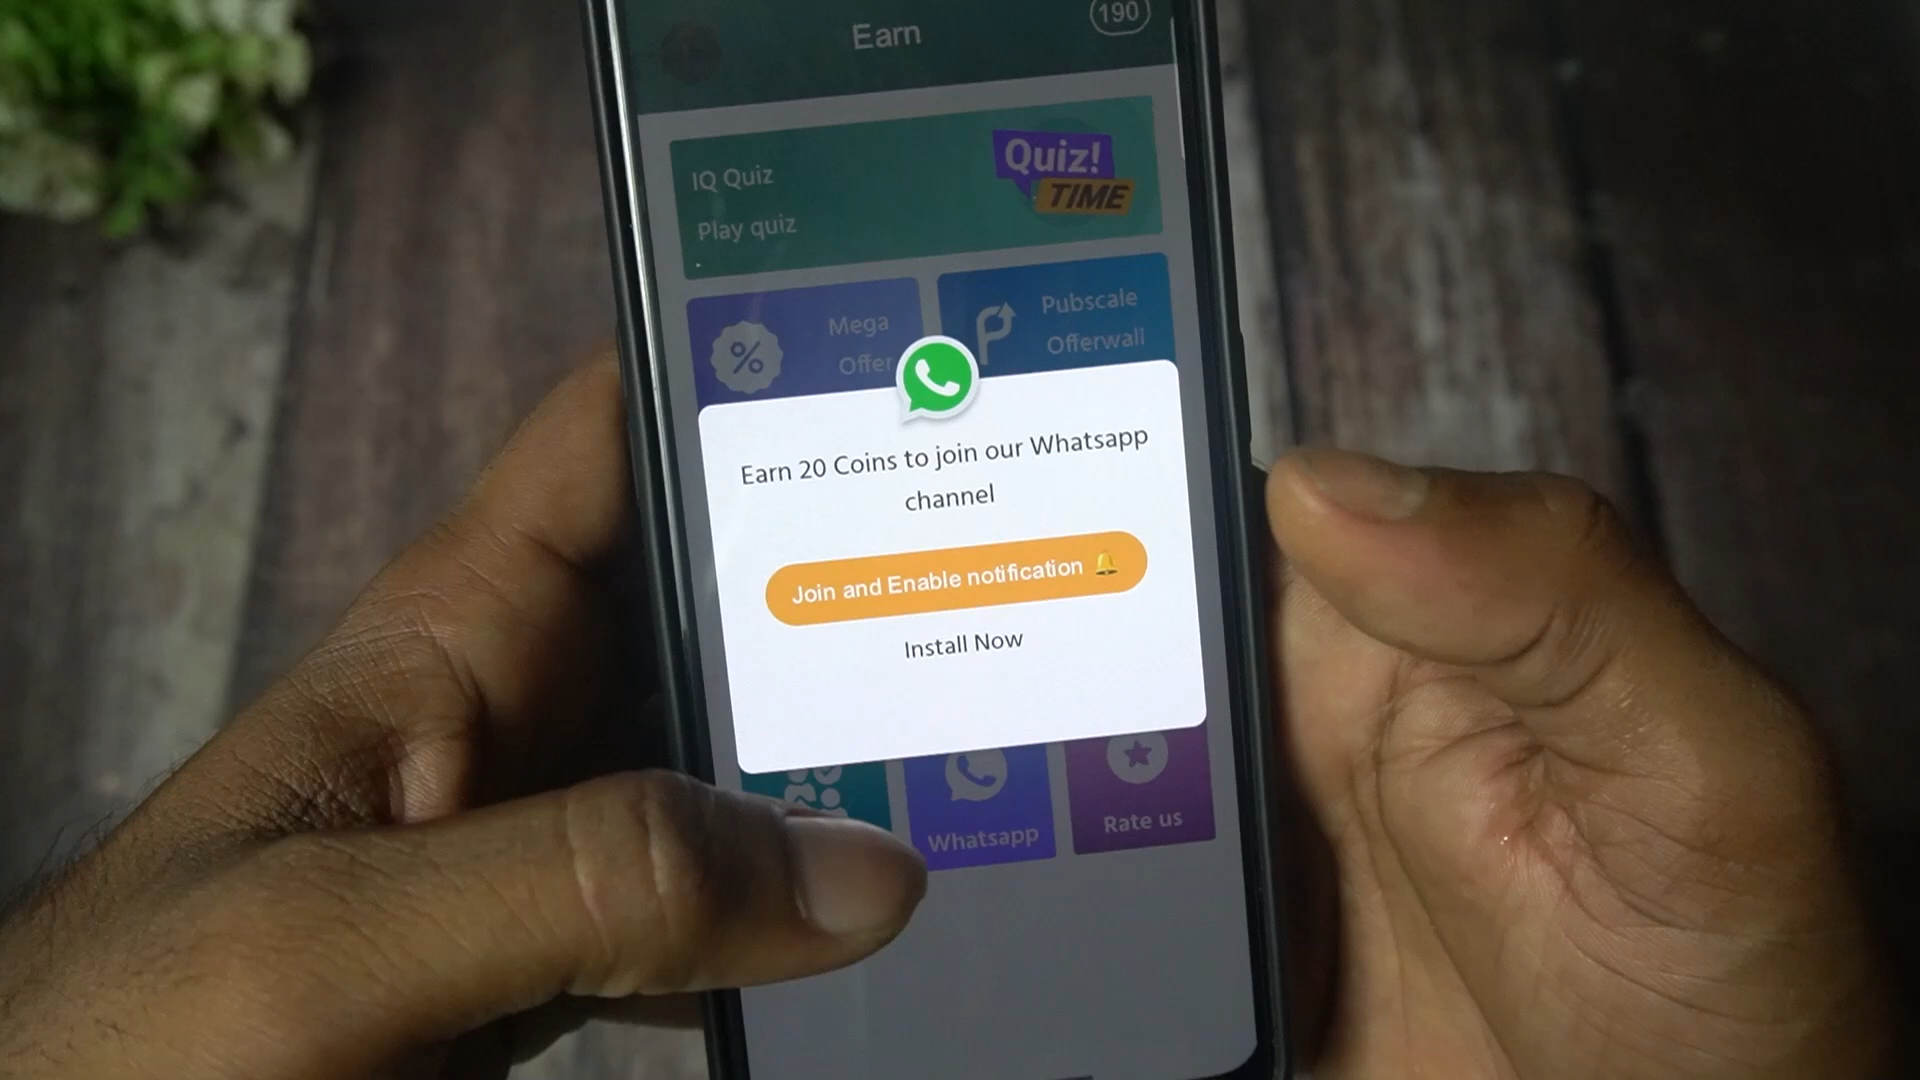 Earn
190
IQ Quiz
Play quiz
Quiz!
TIME
Mega
Offer
Pubscale
Offerwall
Earn 20 Coins to join our Whatsapp
channel
Join and Enable notification 🔔
Install Now
Whatsapp
Rate us